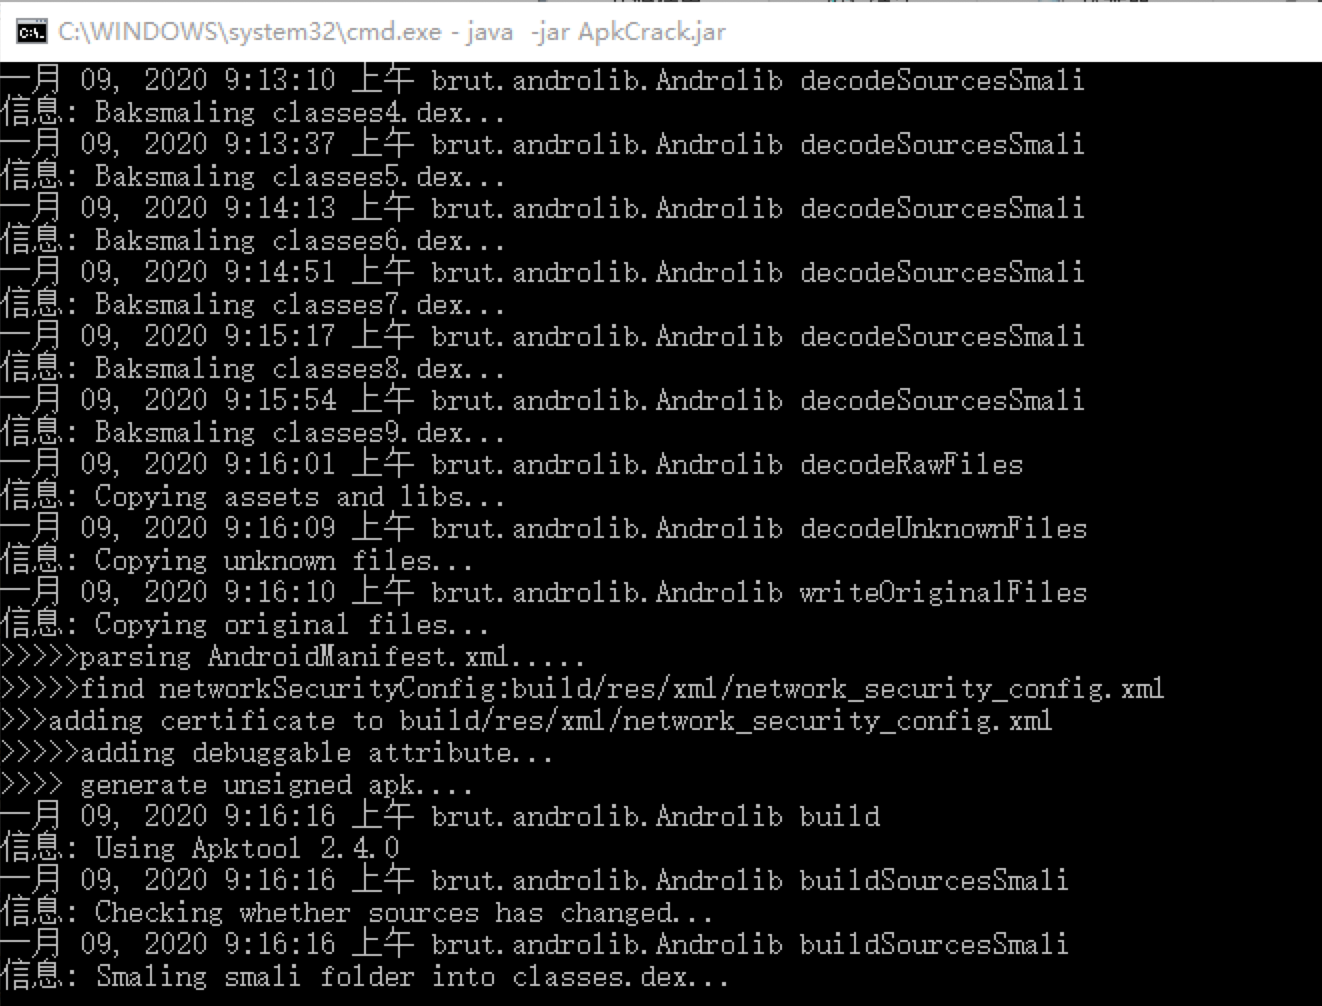 C:\WINDOWS\system32\cmd.exe - java  -jar ApkCrack.jar
一月 09, 2020 9:13:10 上午 brut.androlib.Androlib decodeSourcesSmali
信息: Baksmaling classes4.dex...
一月 09, 2020 9:13:37 上午 brut.androlib.Androlib decodeSourcesSmali
信息: Baksmaling classes5.dex...
一月 09, 2020 9:14:13 上午 brut.androlib.Androlib decodeSourcesSmali
信息: Baksmaling classes6.dex...
一月 09, 2020 9:14:51 上午 brut.androlib.Androlib decodeSourcesSmali
信息: Baksmaling classes7.dex...
一月 09, 2020 9:15:17 上午 brut.androlib.Androlib decodeSourcesSmali
信息: Baksmaling classes8.dex...
一月 09, 2020 9:15:54 上午 brut.androlib.Androlib decodeSourcesSmali
信息: Baksmaling classes9.dex...
一月 09, 2020 9:16:01 上午 brut.androlib.Androlib decodeRawFiles
信息: Copying assets and libs...
一月 09, 2020 9:16:09 上午 brut.androlib.Androlib decodeUnknownFiles
信息: Copying unknown files...
一月 09, 2020 9:16:10 上午 brut.androlib.Androlib writeOriginalFiles
信息: Copying original files...
>>>>>parsing AndroidManifest.xml.....
>>>>>find networkSecurityConfig:build/res/xml/network_security_config.xml
>>>adding certificate to build/res/xml/network_security_config.xml
>>>>>adding debuggable attribute...
>>>> generate unsigned apk....
一月 09, 2020 9:16:16 上午 brut.androlib.Androlib build
信息: Using Apktool 2.4.0
一月 09, 2020 9:16:16 上午 brut.androlib.Androlib buildSourcesSmali
信息: Checking whether sources has changed...
一月 09, 2020 9:16:16 上午 brut.androlib.Androlib buildSourcesSmali
信息: Smaling smali folder into classes.dex...